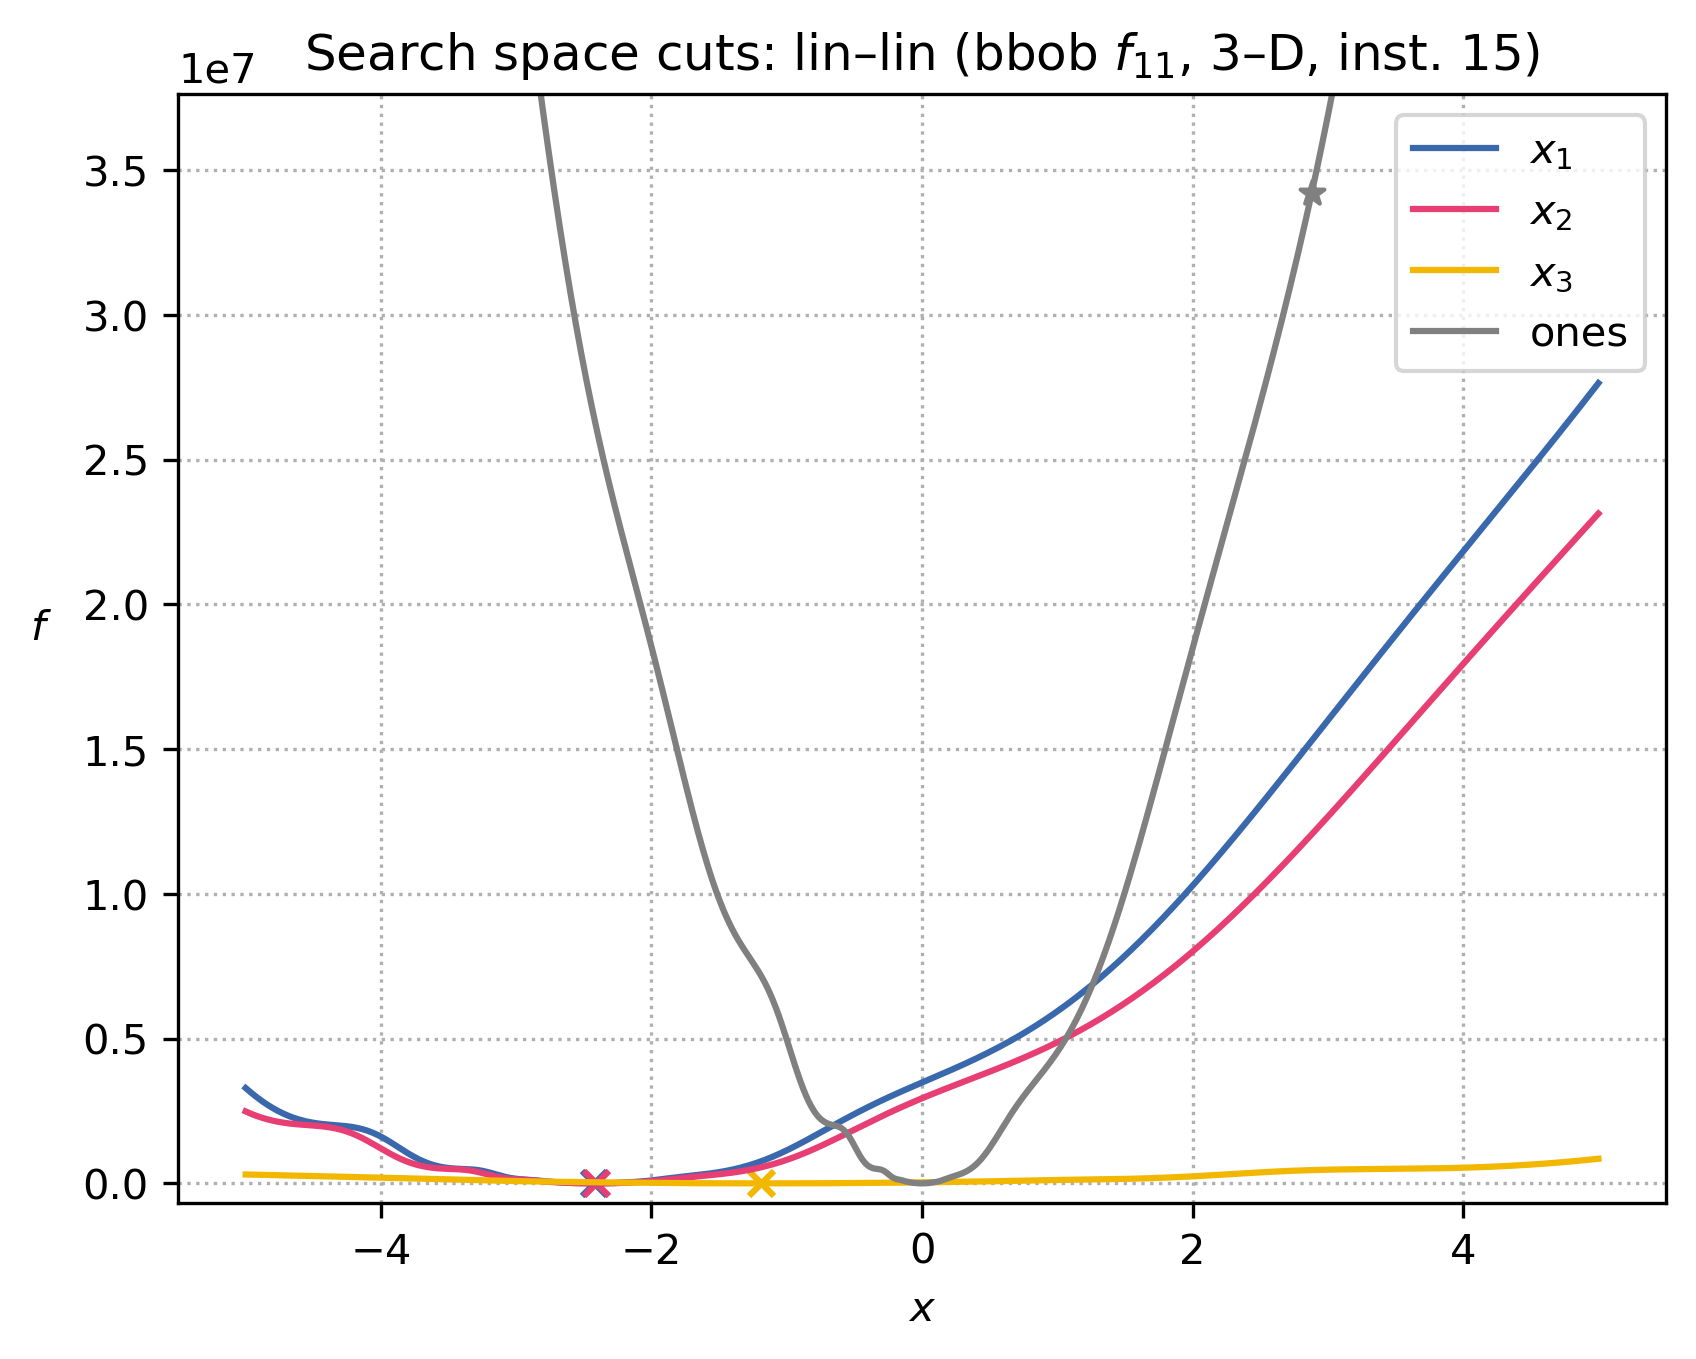 Search space cuts: lin–lin (bbob f₁₁, 3–D, inst. 15)
1e7
3.5
3.0
2.5
2.0
1.5
1.0
0.5
0.0
f
x₁
x₂
x₃
ones
−4 −2 0 2 4
x